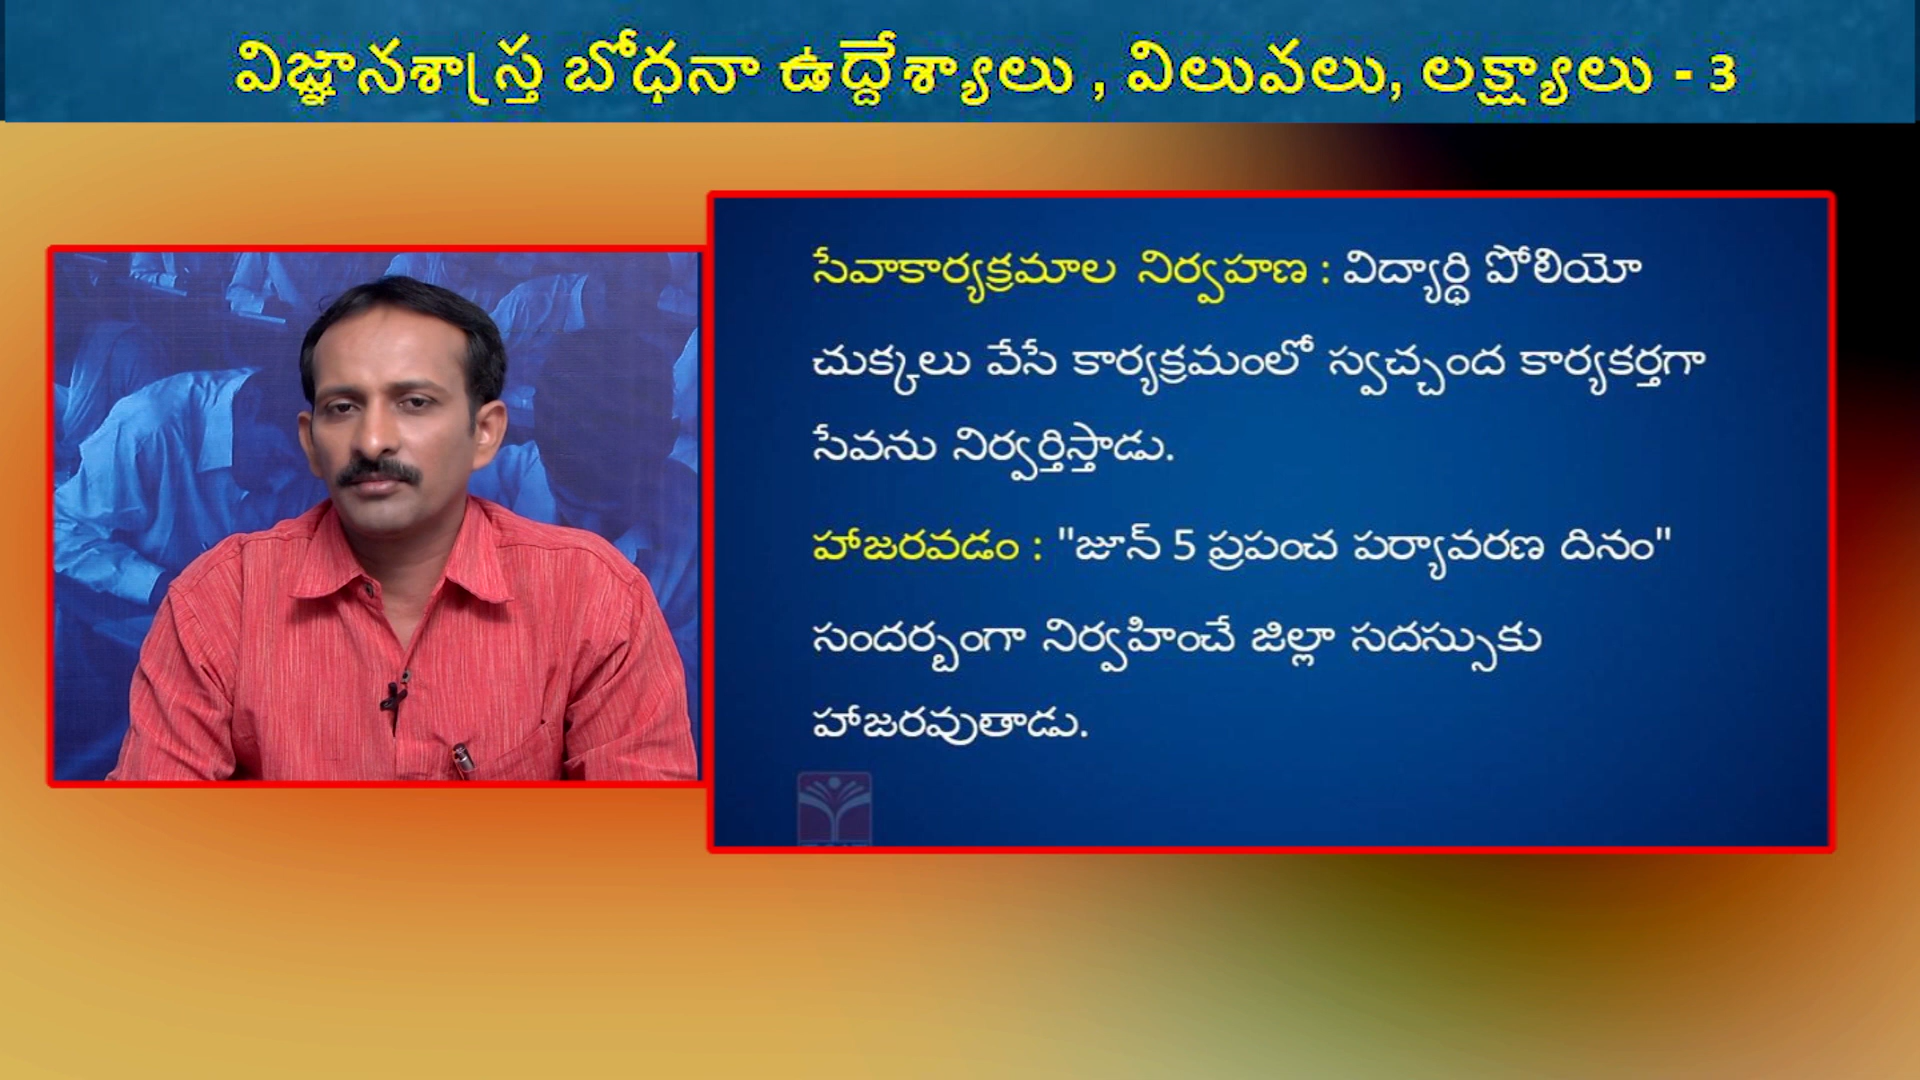 విజ్ఞానశాస్త్ర బోధనా ఉద్దేశ్యాలు , విలువలు, లక్ష్యాలు - 3
సేవాకార్యక్రమాల నిర్వహణ : విద్యార్థి పోలియో
చుక్కలు వేసే కార్యక్రమంలో స్వచ్చంద కార్యకర్తగా
సేవను నిర్వర్తిస్తాడు.
హాజరవడం : "జూన్ 5 ప్రపంచ పర్యావరణ దినం"
సందర్బంగా నిర్వహించే జిల్లా సదస్సుకు
హాజరవుతాడు.